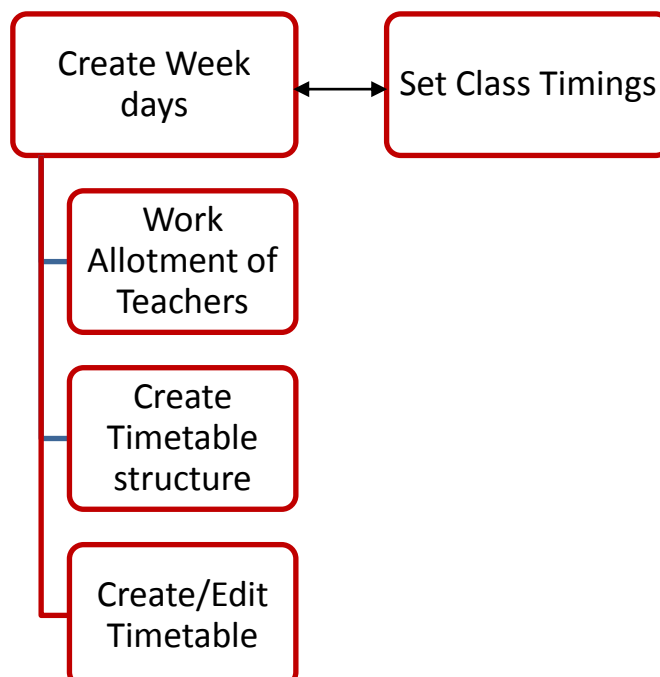 Create Week
days
Set Class Timings
Work
Allotment of
Teachers
Create
Timetable
structure
Create/Edit
Timetable